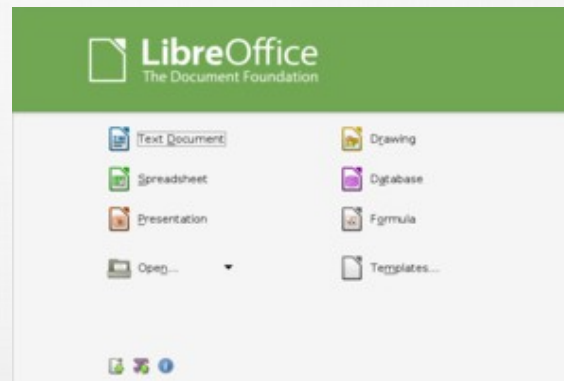 LibreOffice
The Document Foundation
Text Document
Drawing
Spreadsheet
Database
Presentation
Formula
Open...
Templates...